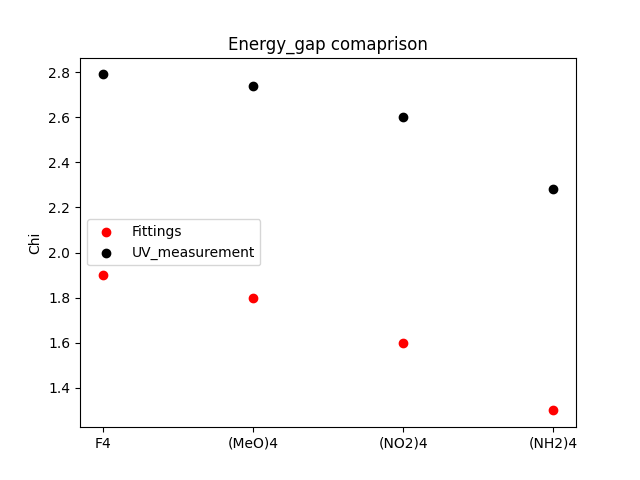 Energy_gap comaprison
2.8
2.6
2.4
2.2
2.0
1.8
1.6
1.4
Chi
Fittings
UV_measurement
F4
(MeO)4
(NO2)4
(NH2)4